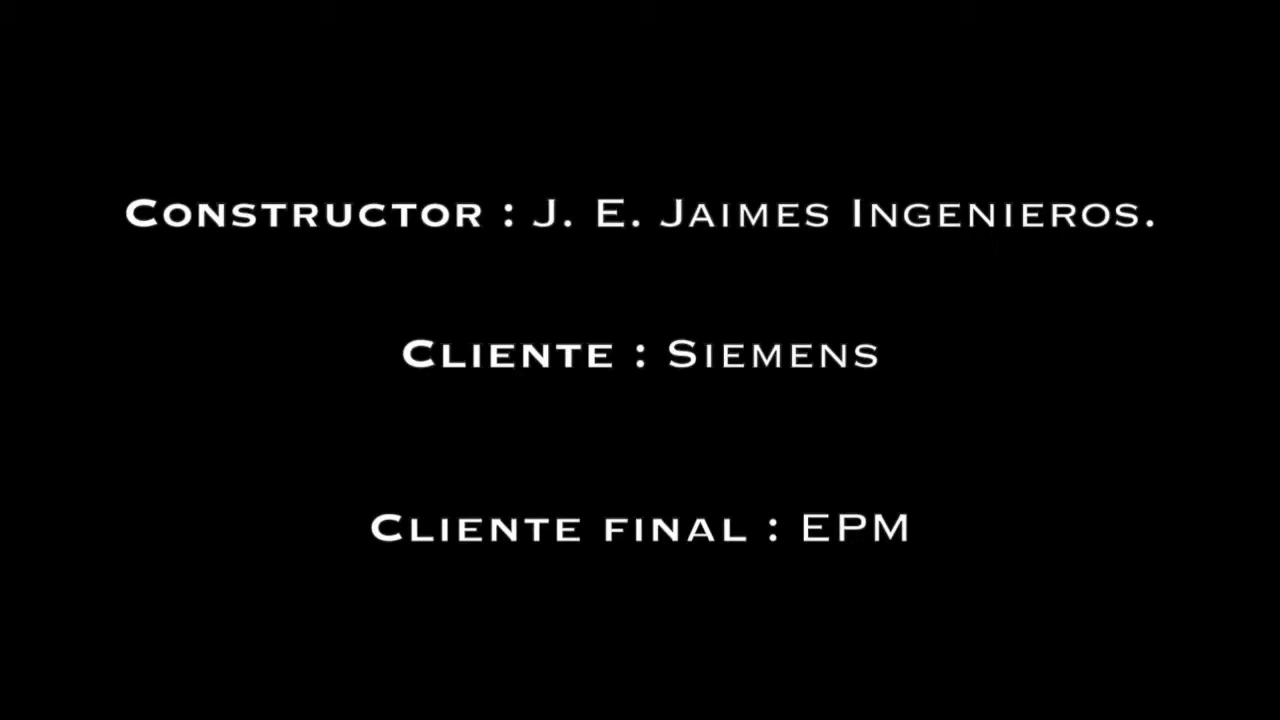 Constructor : J. E. Jaimes Ingenieros.
Cliente : Siemens
Cliente final : EPM